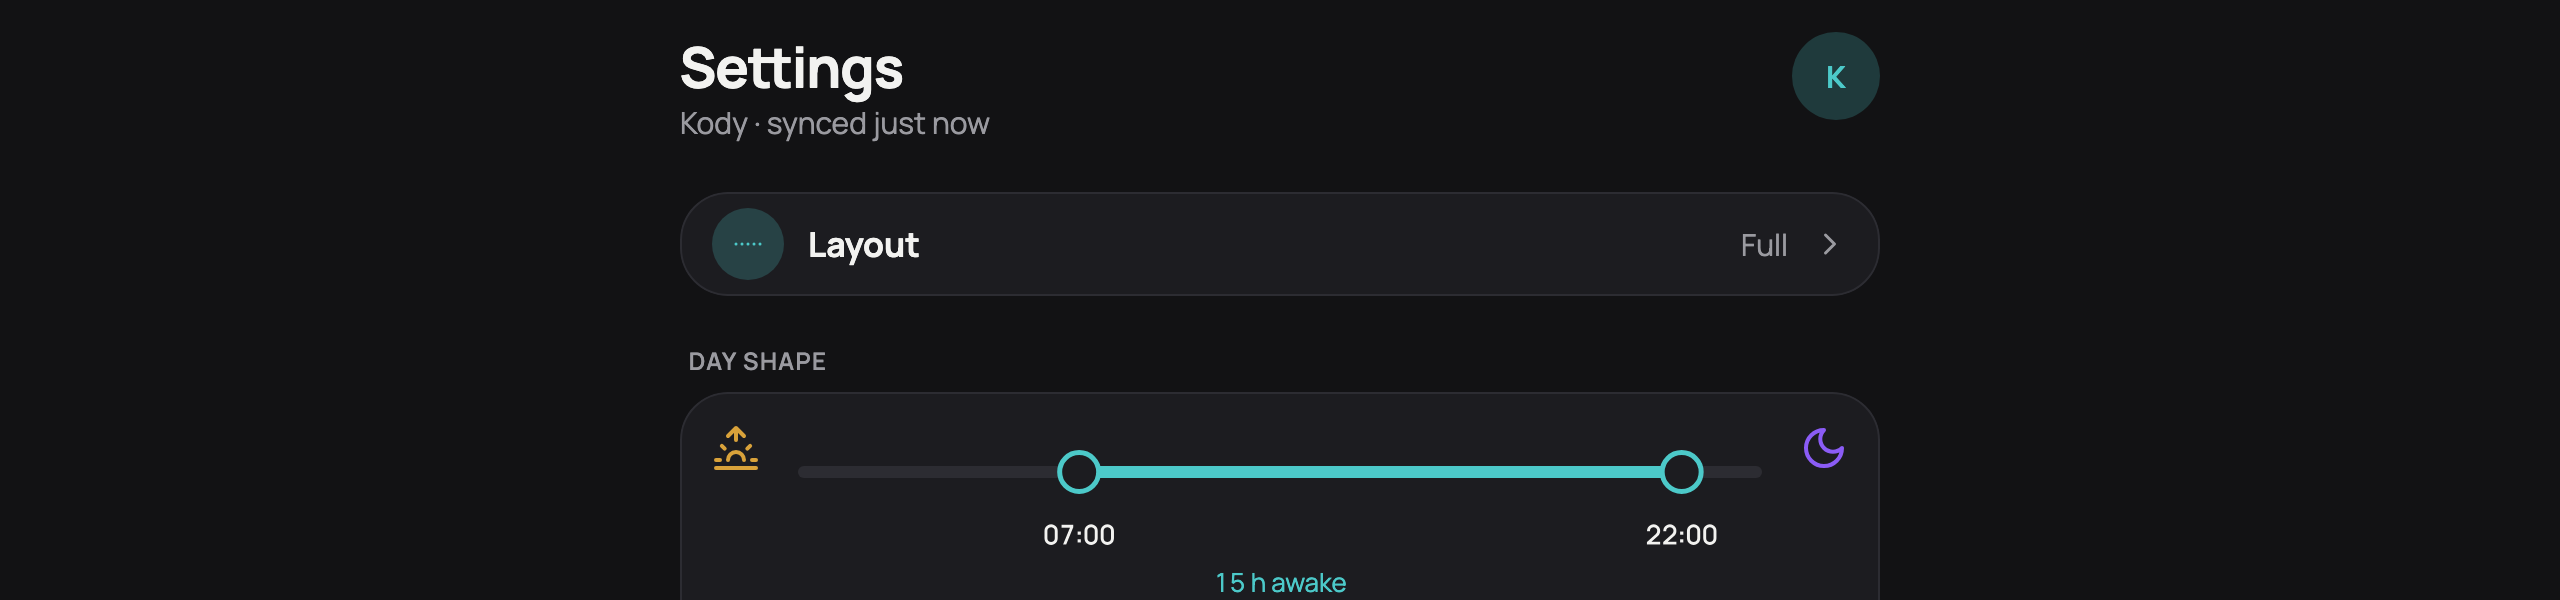 Settings
K
Kody · synced just now
Layout
Full
DAY SHAPE
07:00
22:00
15 h awake